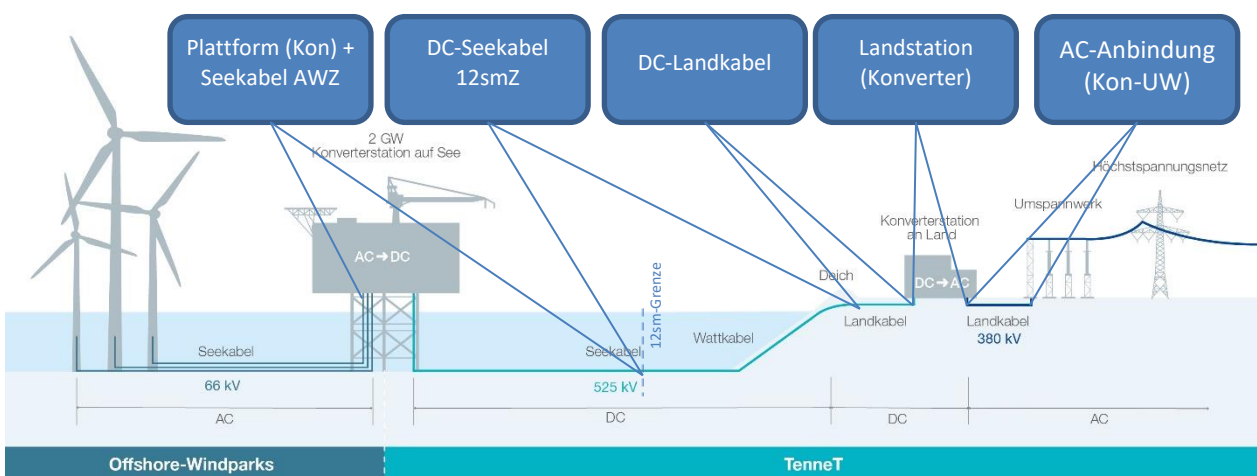 Plattform (Kon) +
Seekabel AWZ
DC-Seekabel
12smZ
DC-Landkabel
Landstation
(Konverter)
AC-Anbindung
(Kon-UW)
2 GW
Konverterstation auf See
Höchstspannungsnetz
Umspannwerk
Konverterstation
an Land
AC→DC
Deich
DC→AC
12sm-Grenze
Landkabel
Landkabel
380 kV
Wattkabel
Seekabel
Seekabel
66 kV
525 kV
AC
DC
DC
AC
Offshore-Windparks
TenneT